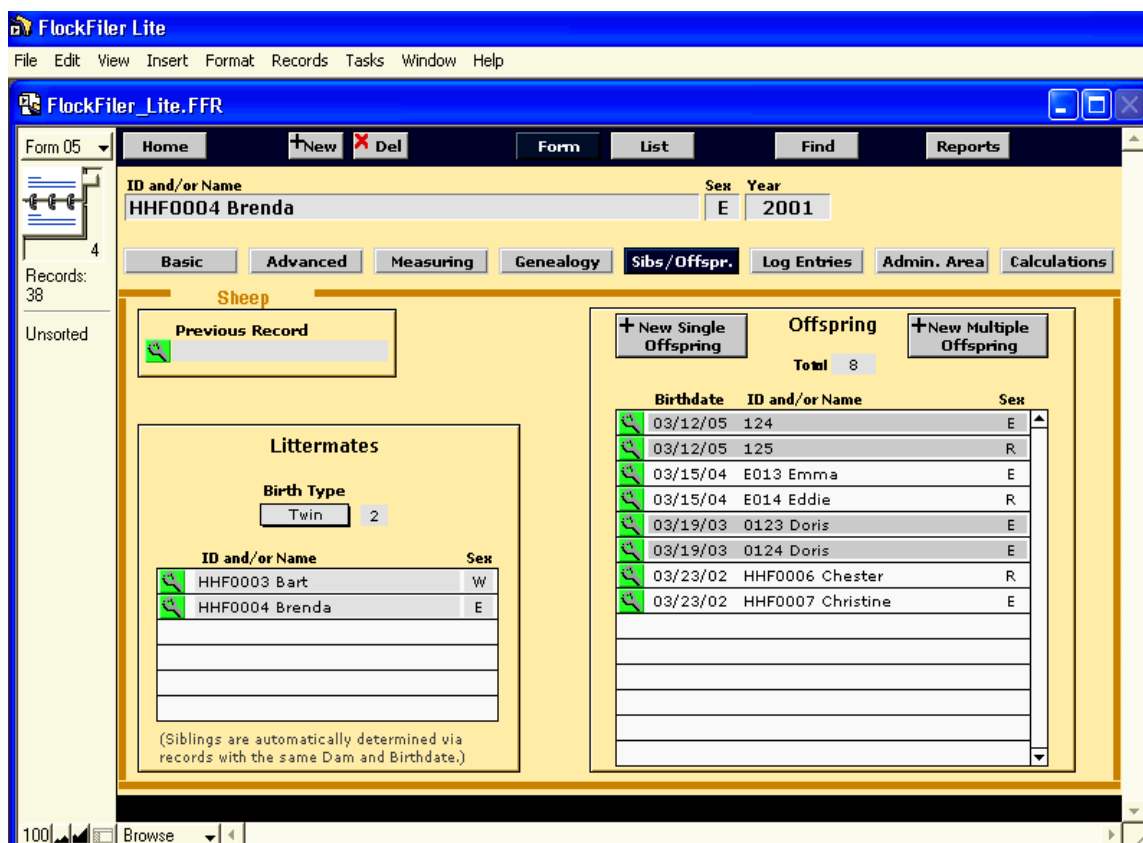 FlockFiler Lite
File Edit View Insert Format Records Tasks Window Help
FlockFiler_Lite.FFR
Form 05
Home +New X Del Form List Find Reports
ID and/or Name Sex Year
HHF0004 Brenda E 2001
4
Records:
38
Unsorted
Basic Advanced Measuring Genealogy Sibs/Offspr. Log Entries Admin. Area Calculations
Sheep
Previous Record
Littermates
Birth Type
Twin 2
ID and/or Name Sex
HHF0003 Bart W
HHF0004 Brenda E
(Siblings are automatically determined via
records with the same Dam and Birthdate.)
+ New Single
Offspring
Offspring
+New Multiple
Offspring
Total 8
Birthdate ID and/or Name Sex
03/12/05 124 E
03/12/05 125 R
03/15/04 E013 Emma E
03/15/04 E014 Eddie R
03/19/03 0123 Doris E
03/19/03 0124 Doris E
03/23/02 HHF0006 Chester R
03/23/02 HHF0007 Christine E
100 Browse